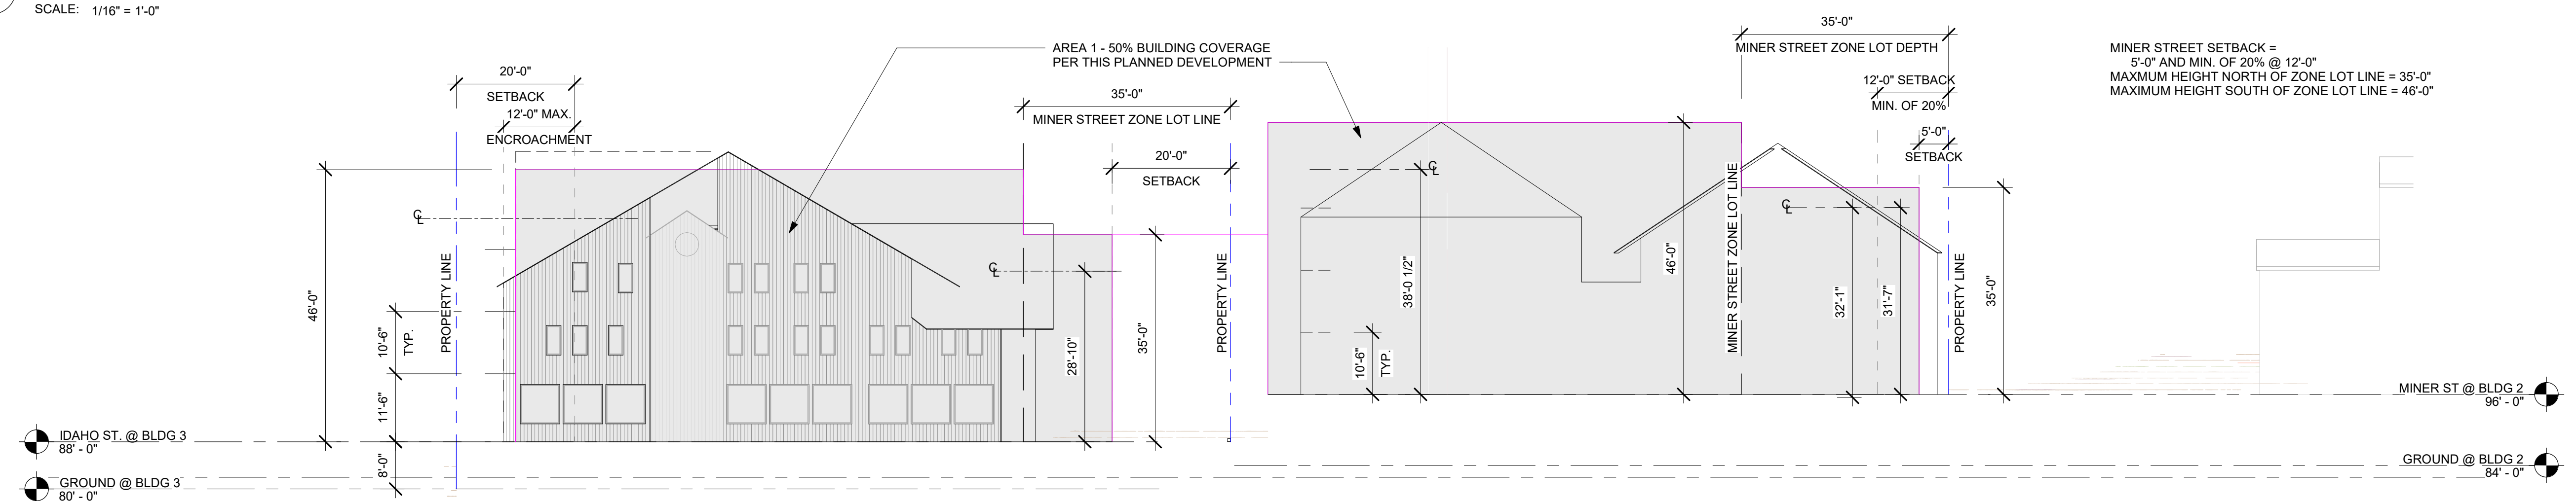 SCALE: 1/16" = 1'-0"
20'-0"
SETBACK
12'-0" MAX.
ENCROACHMENT
AREA 1 - 50% BUILDING COVERAGE
PER THIS PLANNED DEVELOPMENT
35'-0"
MINER STREET ZONE LOT LINE
20'-0"
SETBACK
35'-0"
MINER STREET ZONE LOT DEPTH
12'-0" SETBACK
MIN. OF 20%
5'-0"
SETBACK
MINER STREET SETBACK =
5'-0" AND MIN. OF 20% @ 12'-0"
MAXMUM HEIGHT NORTH OF ZONE LOT LINE = 35'-0"
MAXIMUM HEIGHT SOUTH OF ZONE LOT LINE = 46'-0"
46'-0"
10'-6"
TYP.
11'-6"
8'-0"
PROPERTY LINE
CL
CL
28'-10"
35'-0"
PROPERTY LINE
CL
10'-6"
TYP.
38'-0 1/2"
46'-0"
MINER STREET ZONE LOT LINE
CL
32'-1"
31'-7"
PROPERTY LINE
35'-0"
IDAHO ST. @ BLDG 3
88' - 0"
GROUND @ BLDG 3
80' - 0"
MINER ST @ BLDG 2
96' - 0"
GROUND @ BLDG 2
84' - 0"